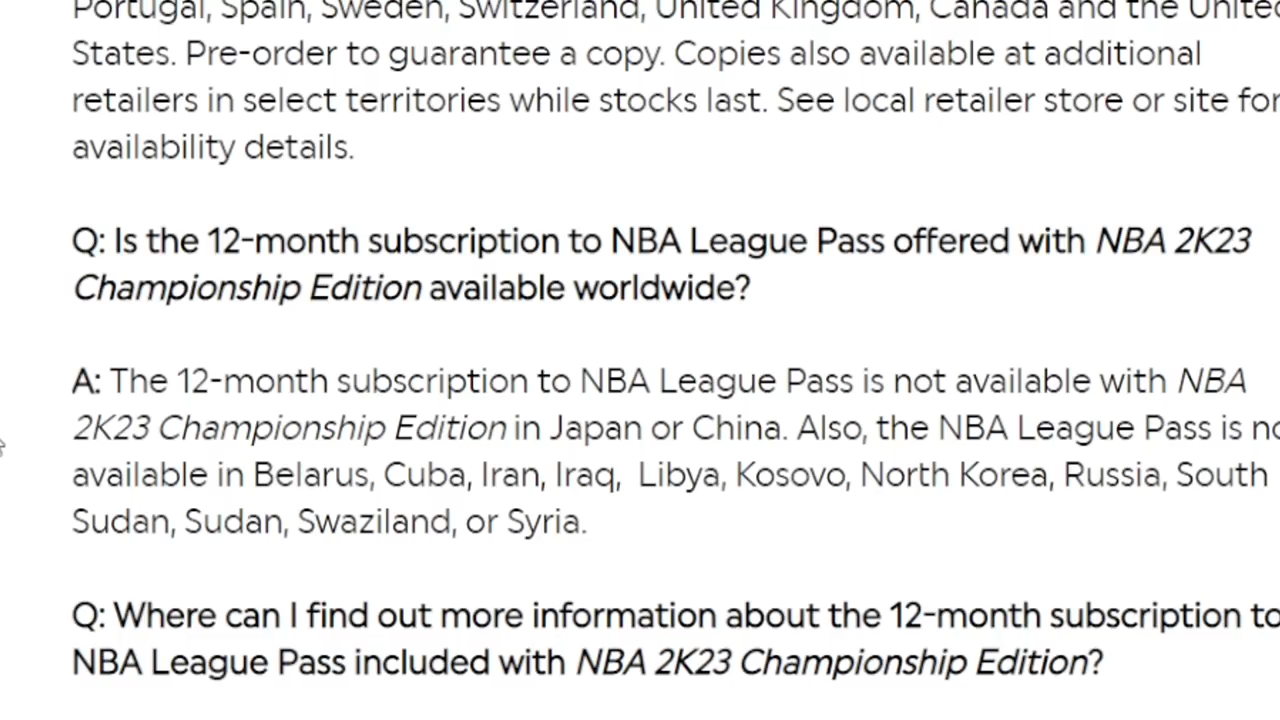 Portugal, Spain, Sweden, Switzerland, United Kingdom, Canada and the United
States. Pre-order to guarantee a copy. Copies also available at additional
retailers in select territories while stocks last. See local retailer store or site for
availability details.
Q: Is the 12-month subscription to NBA League Pass offered with NBA 2K23
Championship Edition available worldwide?
A: The 12-month subscription to NBA League Pass is not available with NBA
2K23 Championship Edition in Japan or China. Also, the NBA League Pass is no
available in Belarus, Cuba, Iran, Iraq, Libya, Kosovo, North Korea, Russia, South
Sudan, Sudan, Swaziland, or Syria.
Q: Where can I find out more information about the 12-month subscription to
NBA League Pass included with NBA 2K23 Championship Edition?